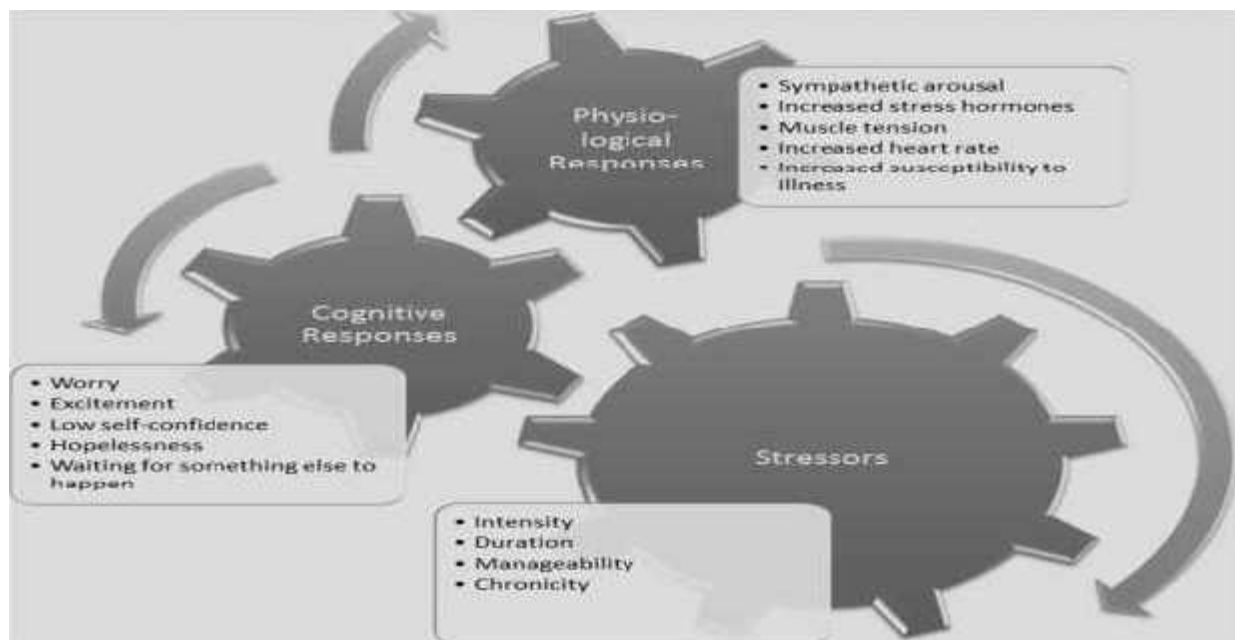 Physio-
logical
Responses
• Sympathetic arousal
• Increased stress hormones
• Muscle tension
• Increased heart rate
• Increased susceptibility to
illness
Cognitive
Responses
• Worry
• Excitement
• Low self-confidence
• Hopelessness
• Waiting for something else to
happen
Stressors
• Intensity
• Duration
• Manageability
• Chronicity